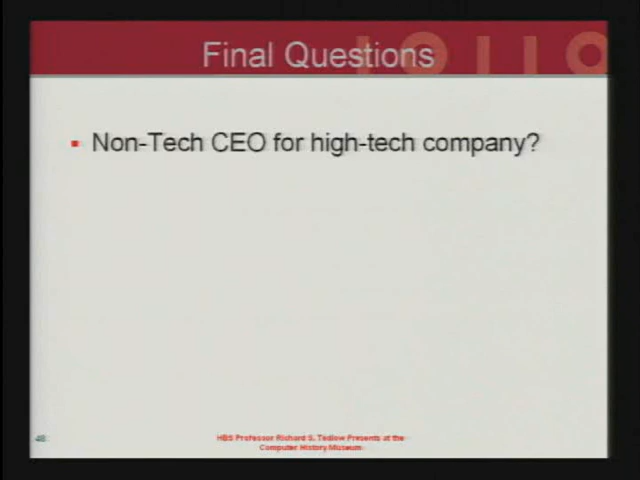 Final Questions
Non-Tech CEO for high-tech company?
48
HBS Professor Richard S. Tedlow Presents at the
Computer History Museum